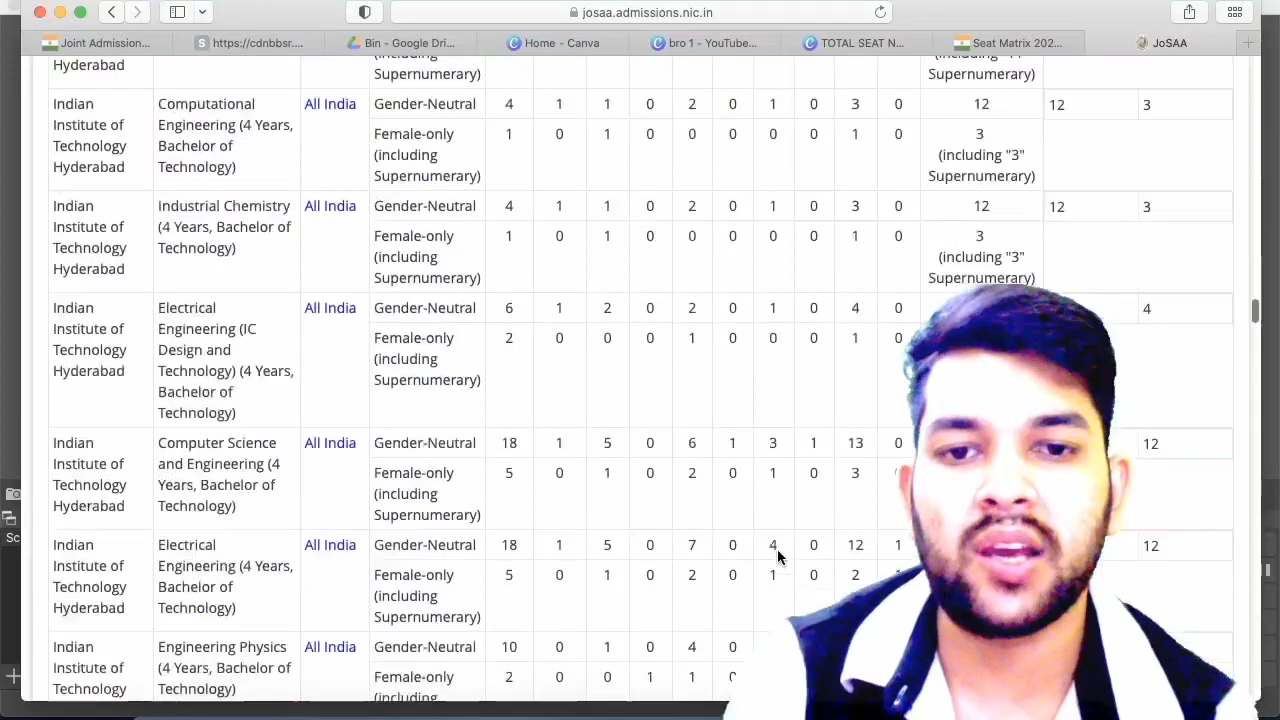 josaa.admissions.nic.in
Joint Admission... https://cdnbbsr.... Bin - Google Dri... Home - Canva bro 1 - YouTube... TOTAL SEAT N... Seat Matrix 202... JoSAA
Hyderabad
(including
Supernumery)
Supernumerary)
Indian Computational All India Gender-Neutral 4 1 1 0 2 0 1 0 3 0 12 12 3
Institute of Engineering (4 Years,
Technology Bachelor of Female-only 1 0 1 0 0 0 0 0 1 0 3
Hyderabad Technology) (including (including "3"
Supernumerary) Supernumerary)
Indian Industrial Chemistry All India Gender-Neutral 4 1 1 0 2 0 1 0 3 0 12 12 3
Institute of (4 Years, Bachelor of
Technology Technology) Female-only 1 0 1 0 0 0 0 0 1 0 3
Hyderabad (including (including "3"
Supernumerary) Supernumerary)
Indian Electrical All India Gender-Neutral 6 1 2 0 2 0 1 0 4 0 4
Institute of Engineering (IC
Technology Design and Female-only 2 0 0 0 1 0 0 0 1 0
Hyderabad Technology) (4 Years, (including
Bachelor of Supernumerary)
Technology)
Indian Computer Science All India Gender-Neutral 18 1 5 0 6 1 3 1 13 0 12
Institute of and Engineering (4
Technology Years, Bachelor of Female-only 5 0 1 0 2 0 1 0 3
Hyderabad Technology) (including
Supernumerary)
Indian Electrical All India Gender-Neutral 18 1 5 0 7 0 4 0 12 1 12
Institute of Engineering (4 Years,
Technology Bachelor of Female-only 5 0 1 0 2 0 1 0 2
Hyderabad Technology) (including
Supernumerary)
Indian Engineering Physics All India Gender-Neutral 10 0 1 0 4 0
Institute of (4 Years, Bachelor of
Technology Technology) Female-only 2 0 0 1 1 0
(including
Sc